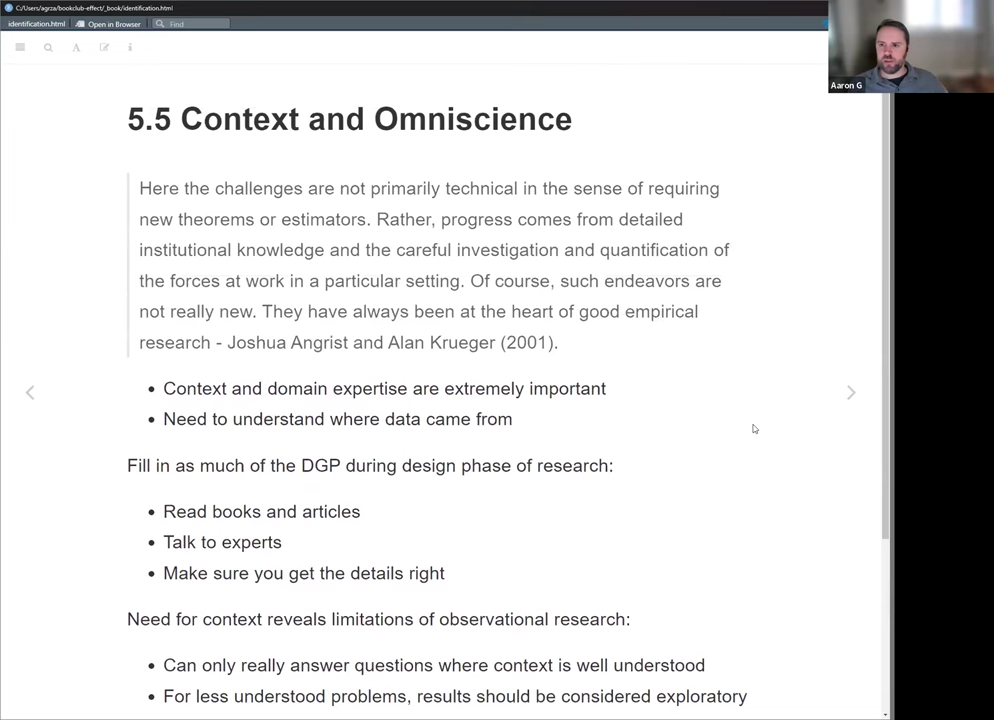 C:/Users/agrza/bookclub-effect/_book/identification.html
identification.html
Open in Browser
Find
A
i
Aaron G
5.5 Context and Omniscience
Here the challenges are not primarily technical in the sense of requiring
new theorems or estimators. Rather, progress comes from detailed
institutional knowledge and the careful investigation and quantification of
the forces at work in a particular setting. Of course, such endeavors are
not really new. They have always been at the heart of good empirical
research - Joshua Angrist and Alan Krueger (2001).
• Context and domain expertise are extremely important
• Need to understand where data came from
Fill in as much of the DGP during design phase of research:
• Read books and articles
• Talk to experts
• Make sure you get the details right
Need for context reveals limitations of observational research:
• Can only really answer questions where context is well understood
• For less understood problems, results should be considered exploratory